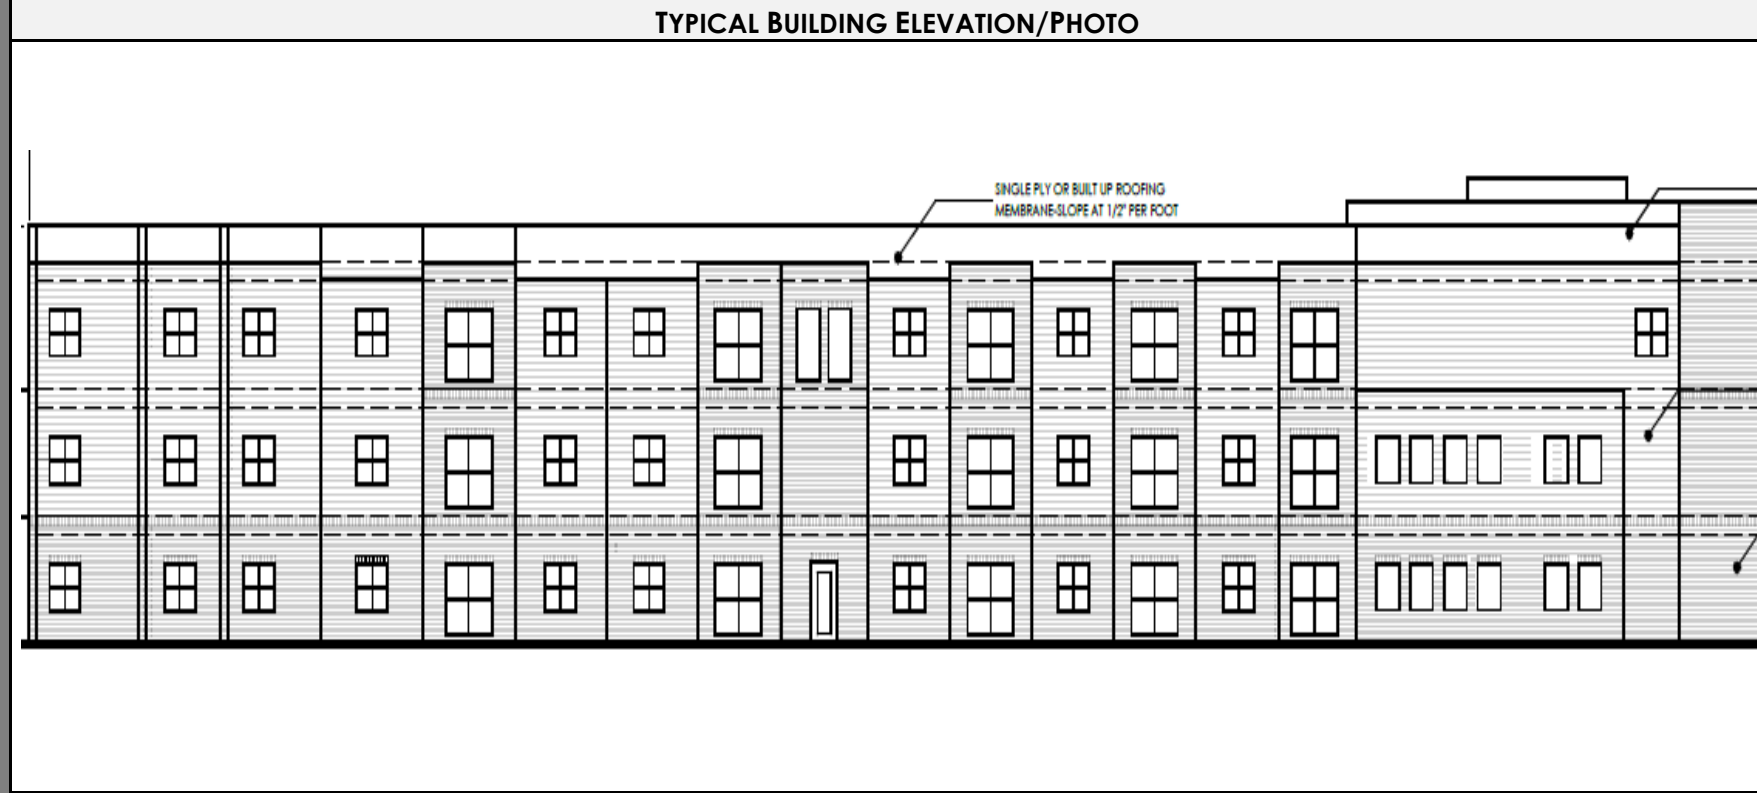 TYPICAL BUILDING ELEVATION/PHOTO
SINGLE PLY OR BUILT UP ROOFING
MEMBRANE-SLOPE AT 1/2" PER FOOT